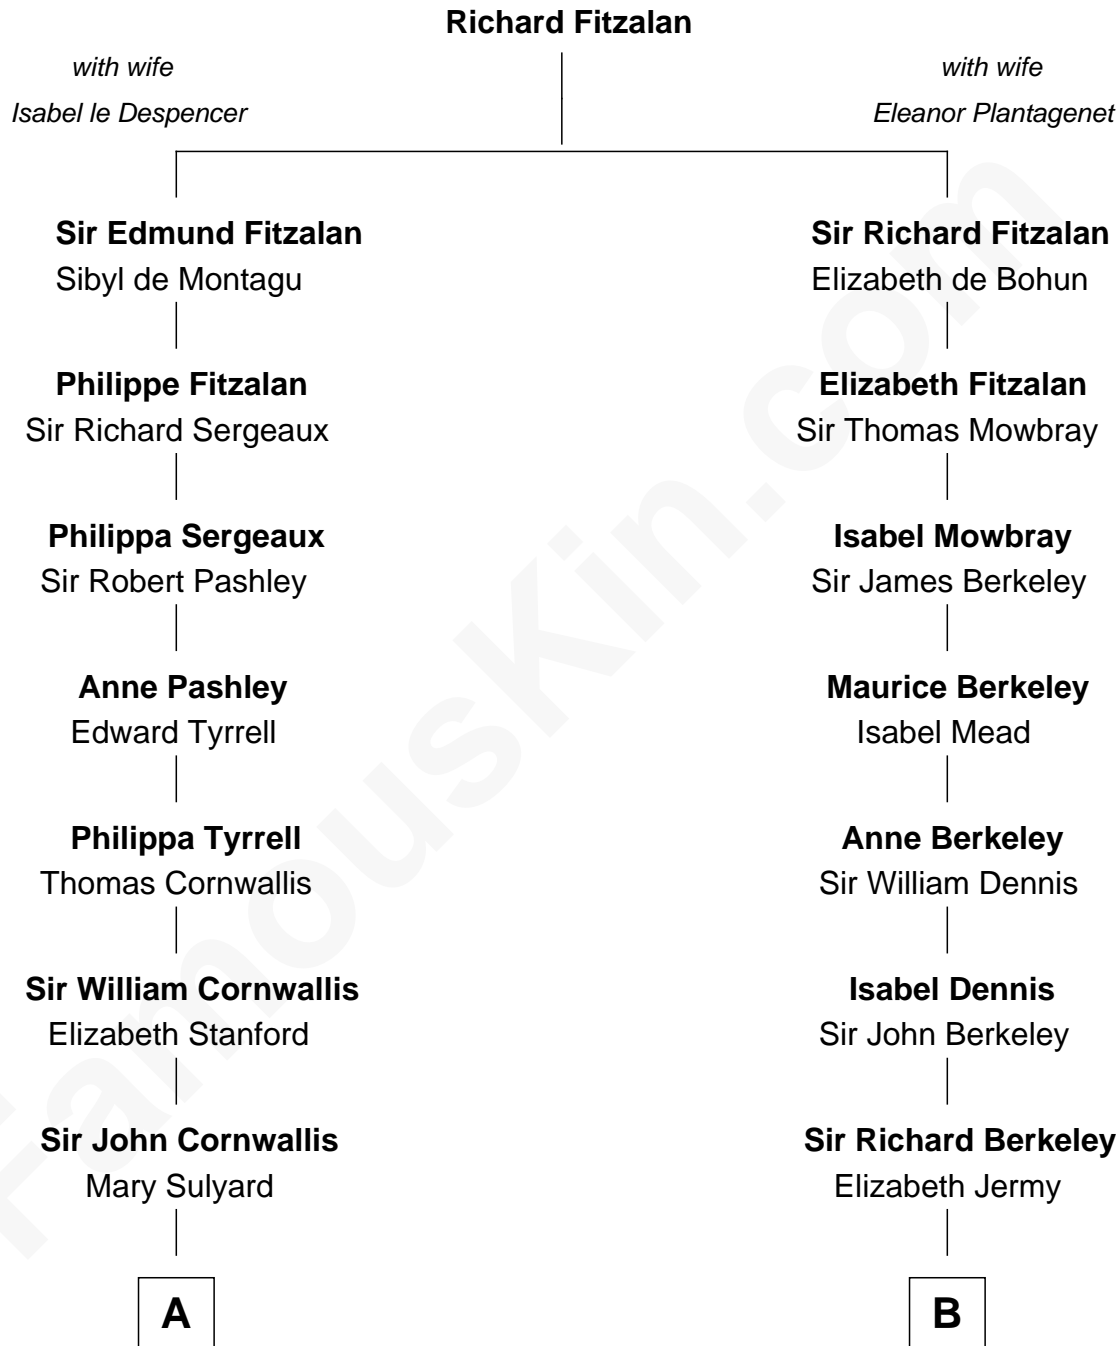 Richard Fitzalan
with wife
Isabel le Despencer
with wife
Eleanor Plantagenet
Sir Edmund Fitzalan
Sibyl de Montagu
Sir Richard Fitzalan
Elizabeth de Bohun
Philippe Fitzalan
Sir Richard Sergeaux
Elizabeth Fitzalan
Sir Thomas Mowbray
Philippa Sergeaux
Sir Robert Pashley
Isabel Mowbray
Sir James Berkeley
Anne Pashley
Edward Tyrrell
Maurice Berkeley
Isabel Mead
Philippa Tyrrell
Thomas Cornwallis
Anne Berkeley
Sir William Dennis
Sir William Cornwallis
Elizabeth Stanford
Isabel Dennis
Sir John Berkeley
Sir John Cornwallis
Mary Sulyard
Sir Richard Berkeley
Elizabeth Jermy
A
B
FamousKin.com